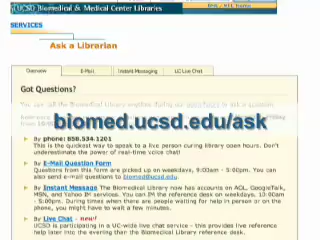 UCSD Biomedical & Medical Center Libraries
SERVICES
Ask a Librarian
Overview
E-Mail
Instant Messaging
UC Live Chat
Got Questions?
biomed.ucsd.edu/ask
By phone: 858.534-1201
This is the quickest way to speak to a live person curing library open hours. Don't
underestimate the power of real-time voice chat!
By E-Mail Question Form
Questions from this form are picked up on weekdays, 9:00am - 5:00pm. You can
also send e-mail questions to biomed@ucsd.edu
By Instant Message The Biomedical Library now has accounts on AOL, GoogleTalk,
MSN, and Yahoo IM services. You can IM the reference desk on weekdays, 10:00am
- 5:00pm. During times when there are people waiting for help in person or on the
phone, you might have to wait a few minutes.
By Live Chat - new!
UCSD is participating in a UC-wide live chat service - this provides live reference
help later into the evening than the Biomedical Library reference desk.